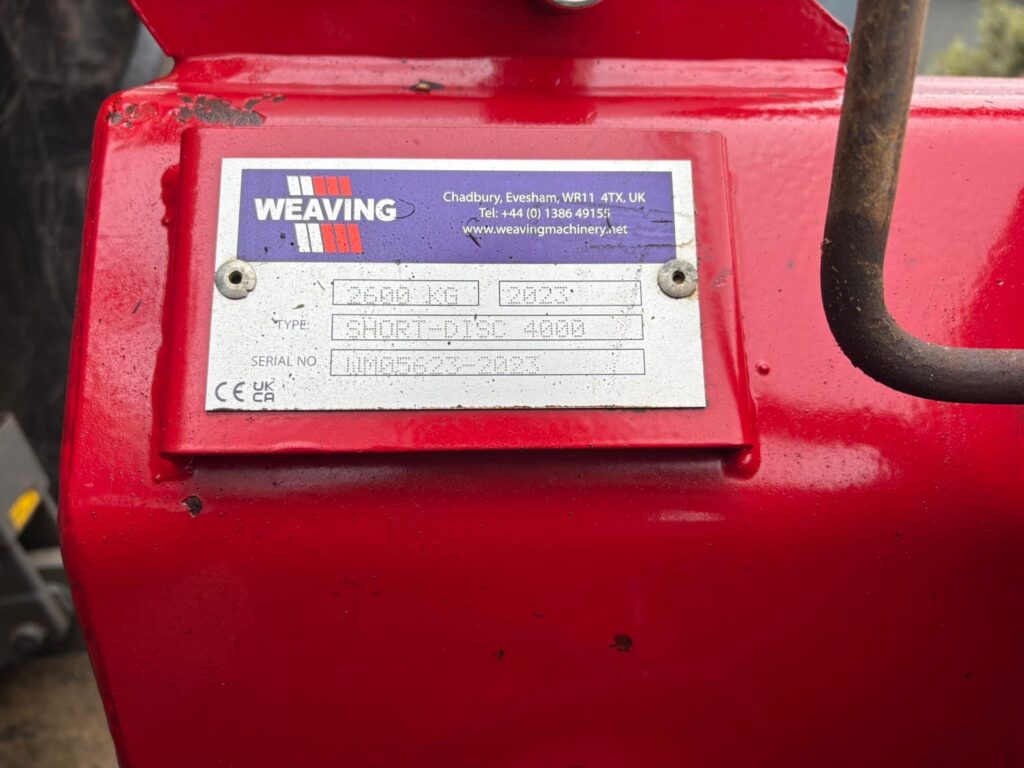 WEAVING
Chadbury, Evesham, WR11 4TX, UK
Tel: +44 (0) 1386 49155
www.weavingmachinery.net
2600 KG 2023
TYPE: SHORT-DISC 4000
SERIAL NO. WM05623-2023
CE UK CA